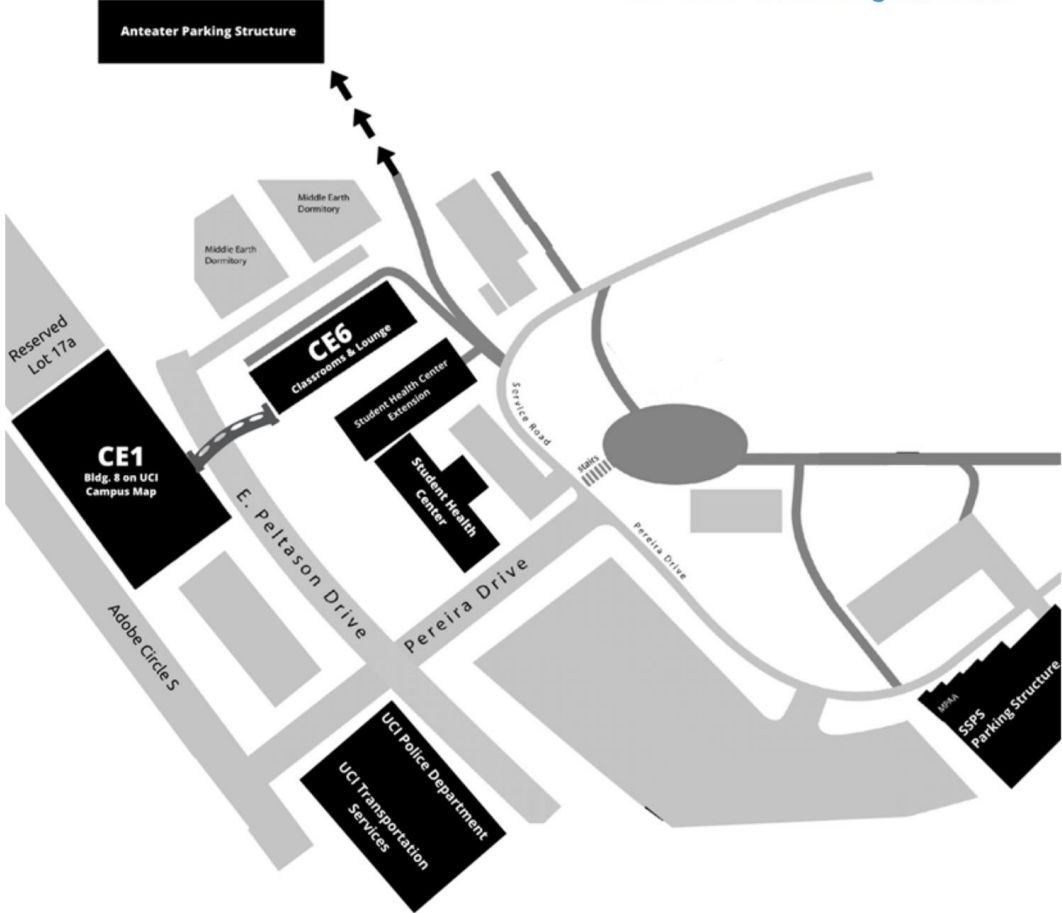 Anteater Parking Structure
Middle Earth
Dormitory
Middle Earth
Dormitory
Reserved
Lot 17a
CE6
Classrooms & Lounge
Student Health Center
Extension
Service Road
CE1
Bldg. 8 on UCI
Campus Map
Student Health
Center
stairs
E. Peltason Drive
Pereira Drive
Pereira Drive
Adobe Circle S
MPAA
SSPS
Parking Structure
UCI Police Department
UCI Transportation
Services